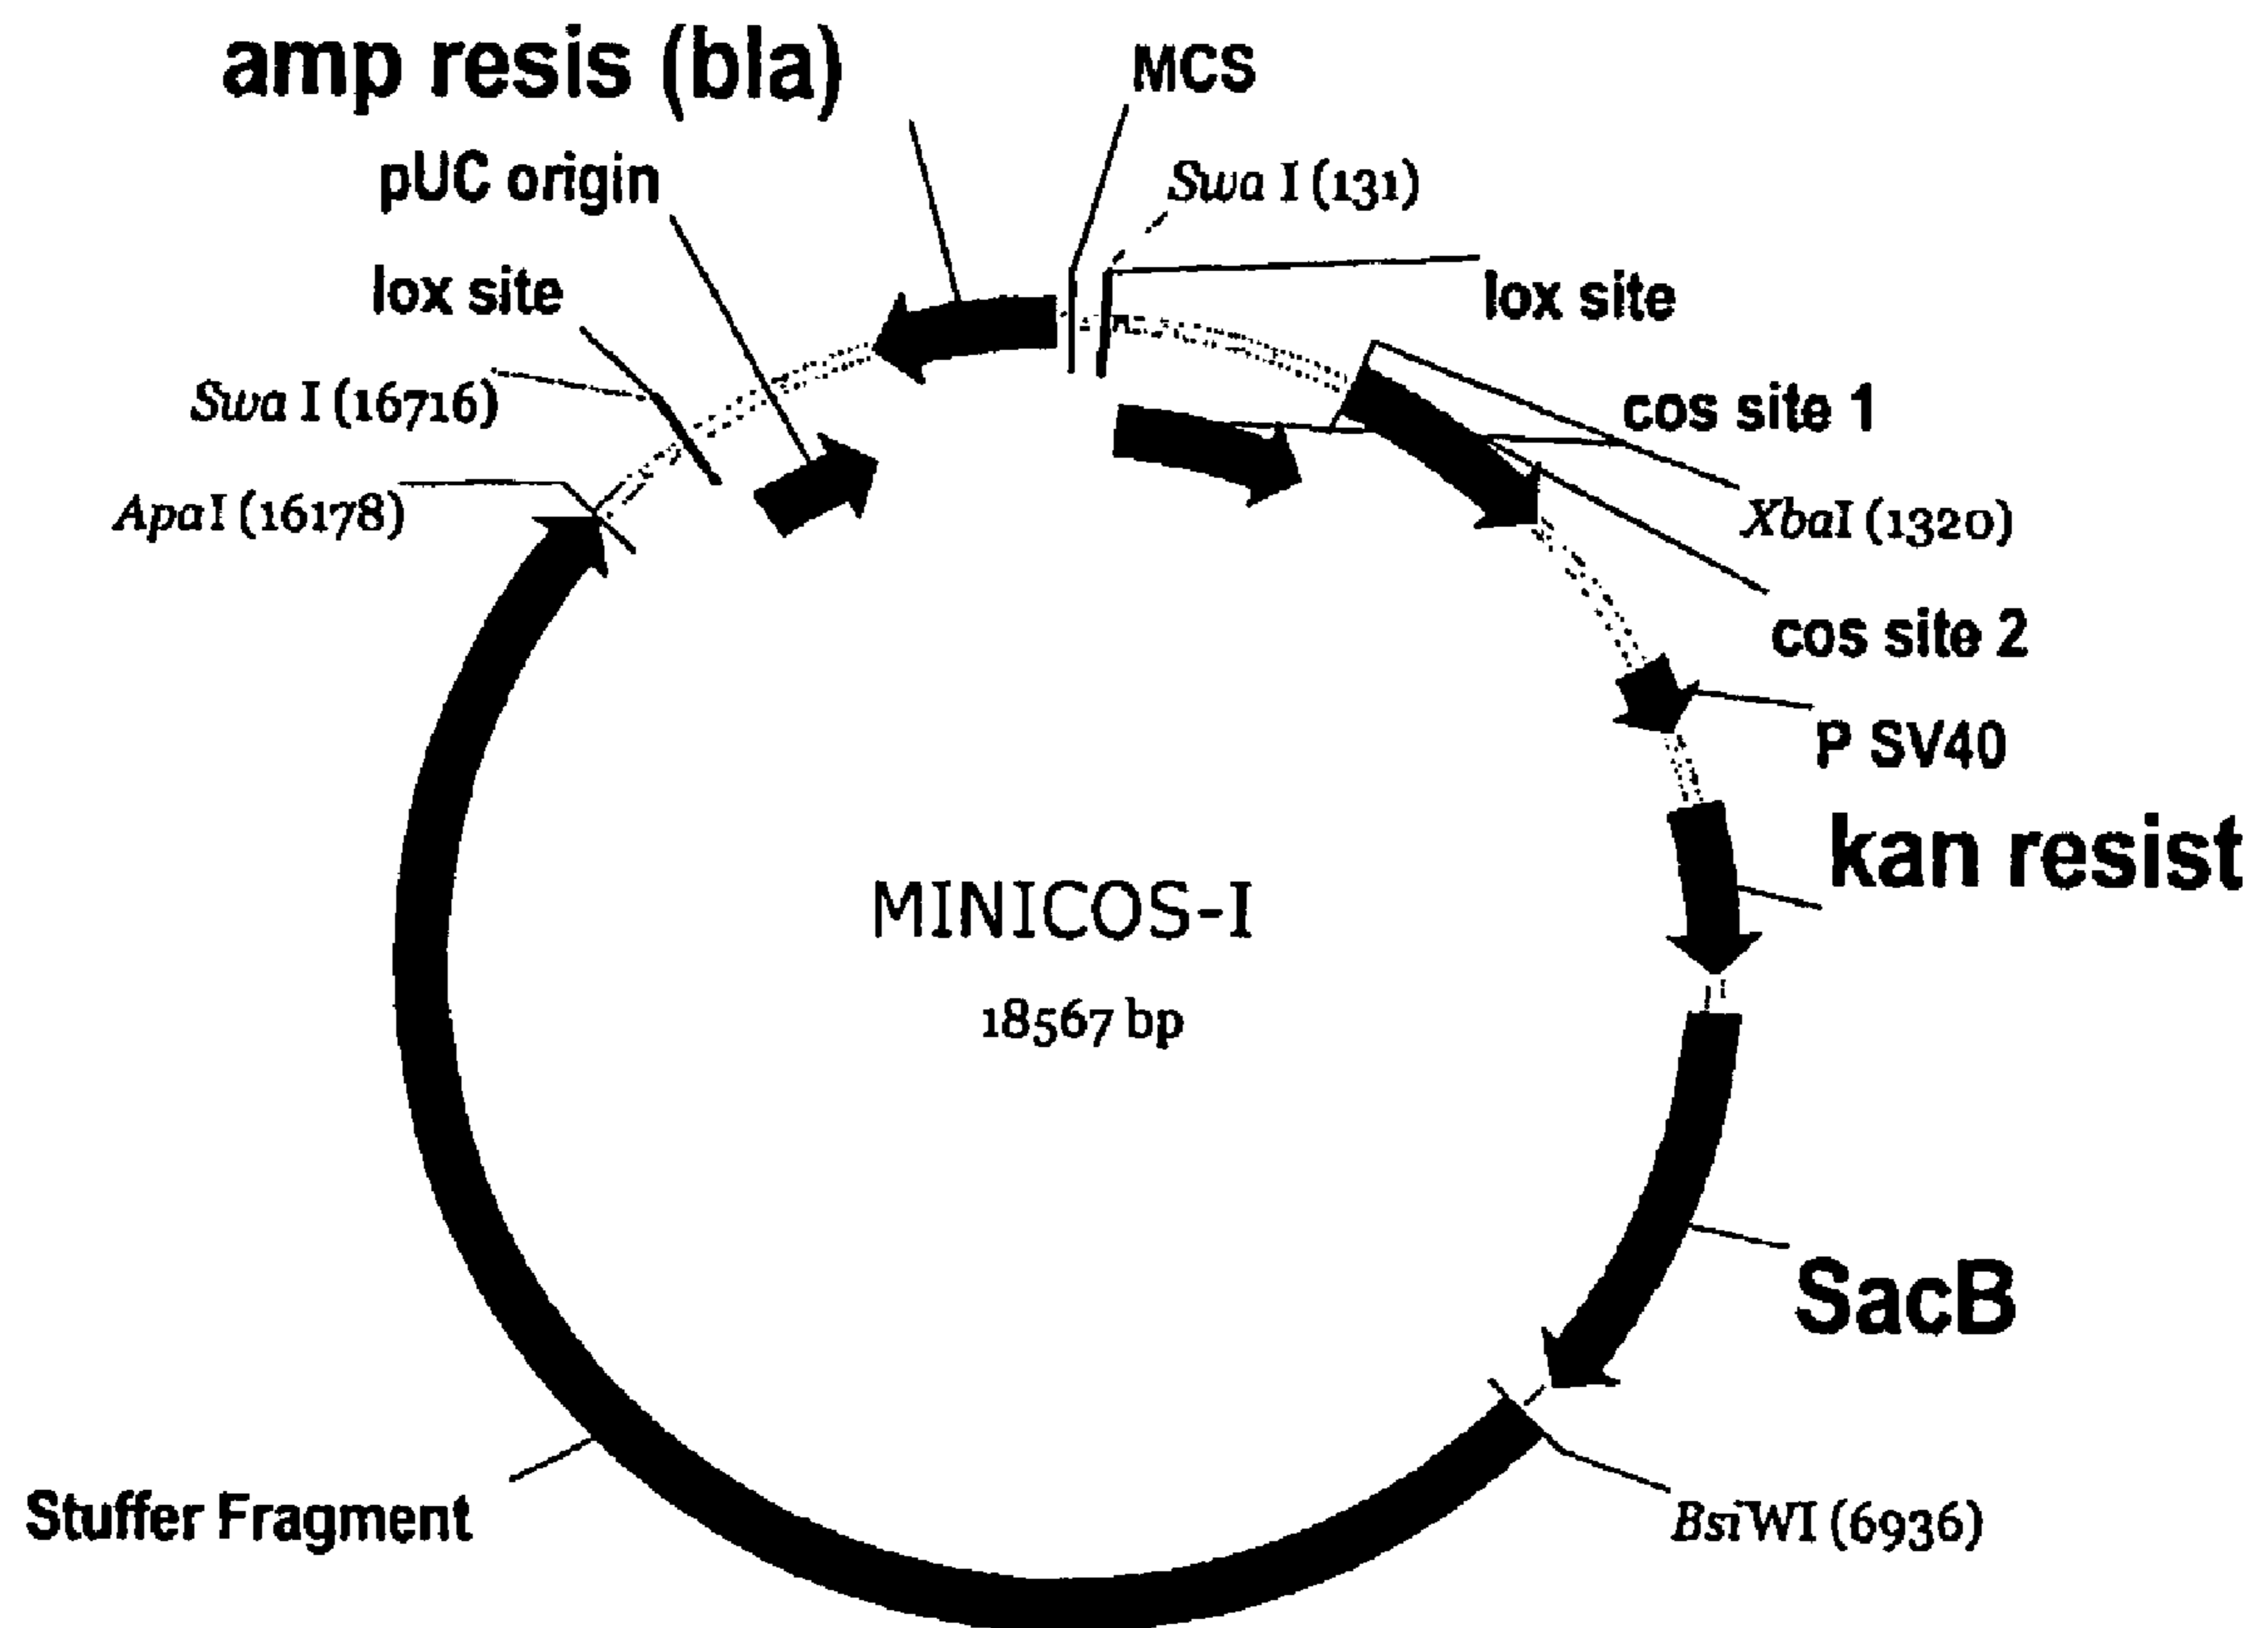 amp resis (bla)
MCS
pUC origin
Swa I (131)
lox site
lox site
Swa I (16716)
cos site 1
ApaI (16178)
XbaI (1320)
cos site 2
P SV40
kan resist
MINICOS-I
18567 bp
SacB
Stuffer Fragment
BsiWI (6936)